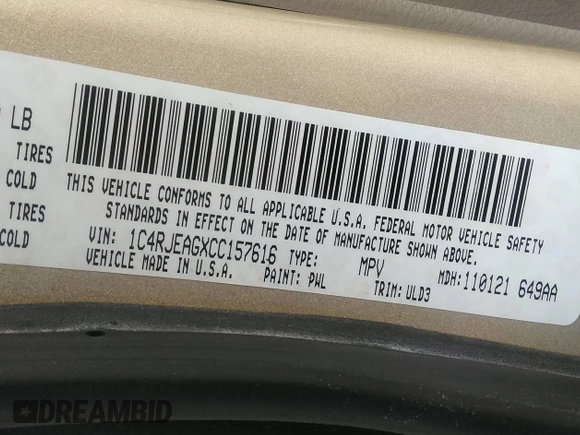 LB
TIRES
COLD
TIRES
COLD
THIS VEHICLE CONFORMS TO ALL APPLICABLE U.S.A. FEDERAL MOTOR VEHICLE SAFETY
STANDARDS IN EFFECT ON THE DATE OF MANUFACTURE SHOWN ABOVE.
VIN: 1C4RJEAGXCC157616 TYPE: MPV MDH:110121 649AA
VEHICLE MADE IN U.S.A. PAINT: PWL TRIM: ULD3
DREAMBID